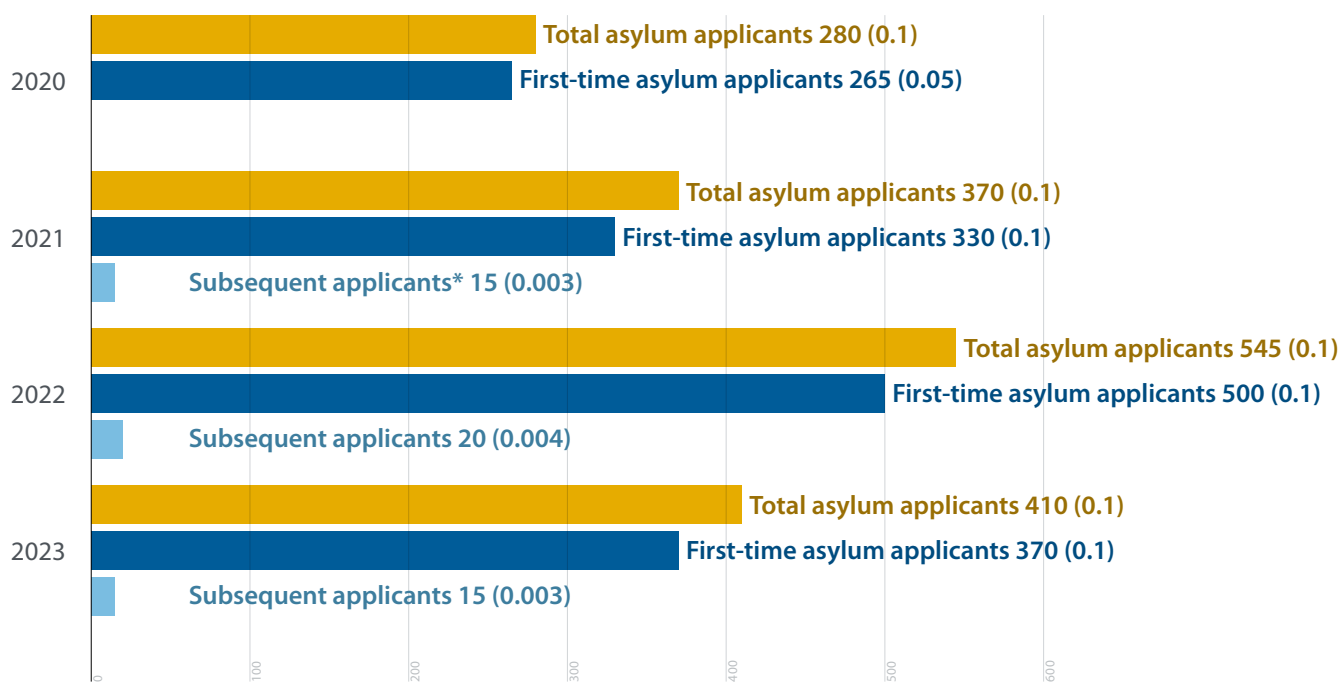 Total asylum applicants 280 (0.1)
2020
First-time asylum applicants 265 (0.05)
Total asylum applicants 370 (0.1)
2021
First-time asylum applicants 330 (0.1)
Subsequent applicants* 15 (0.003)
Total asylum applicants 545 (0.1)
2022
First-time asylum applicants 500 (0.1)
Subsequent applicants 20 (0.004)
Total asylum applicants 410 (0.1)
2023
First-time asylum applicants 370 (0.1)
Subsequent applicants 15 (0.003)
0
100
200
300
400
500
600